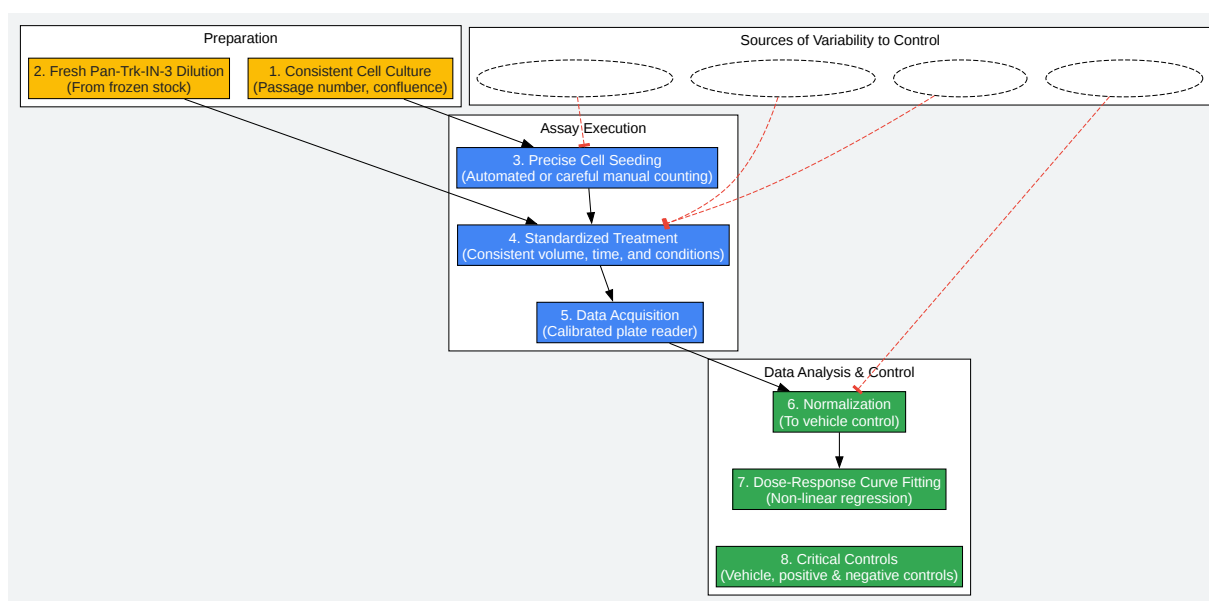 Preparation
2. Fresh Pan-Trk-IN-3 Dilution
(From frozen stock)
1. Consistent Cell Culture
(Passage number, confluence)
Sources of Variability to Control
Assay Execution
3. Precise Cell Seeding
(Automated or careful manual counting)
4. Standardized Treatment
(Consistent volume, time, and conditions)
5. Data Acquisition
(Calibrated plate reader)
Data Analysis & Control
6. Normalization
(To vehicle control)
7. Dose-Response Curve Fitting
(Non-linear regression)
8. Critical Controls
(Vehicle, positive & negative controls)